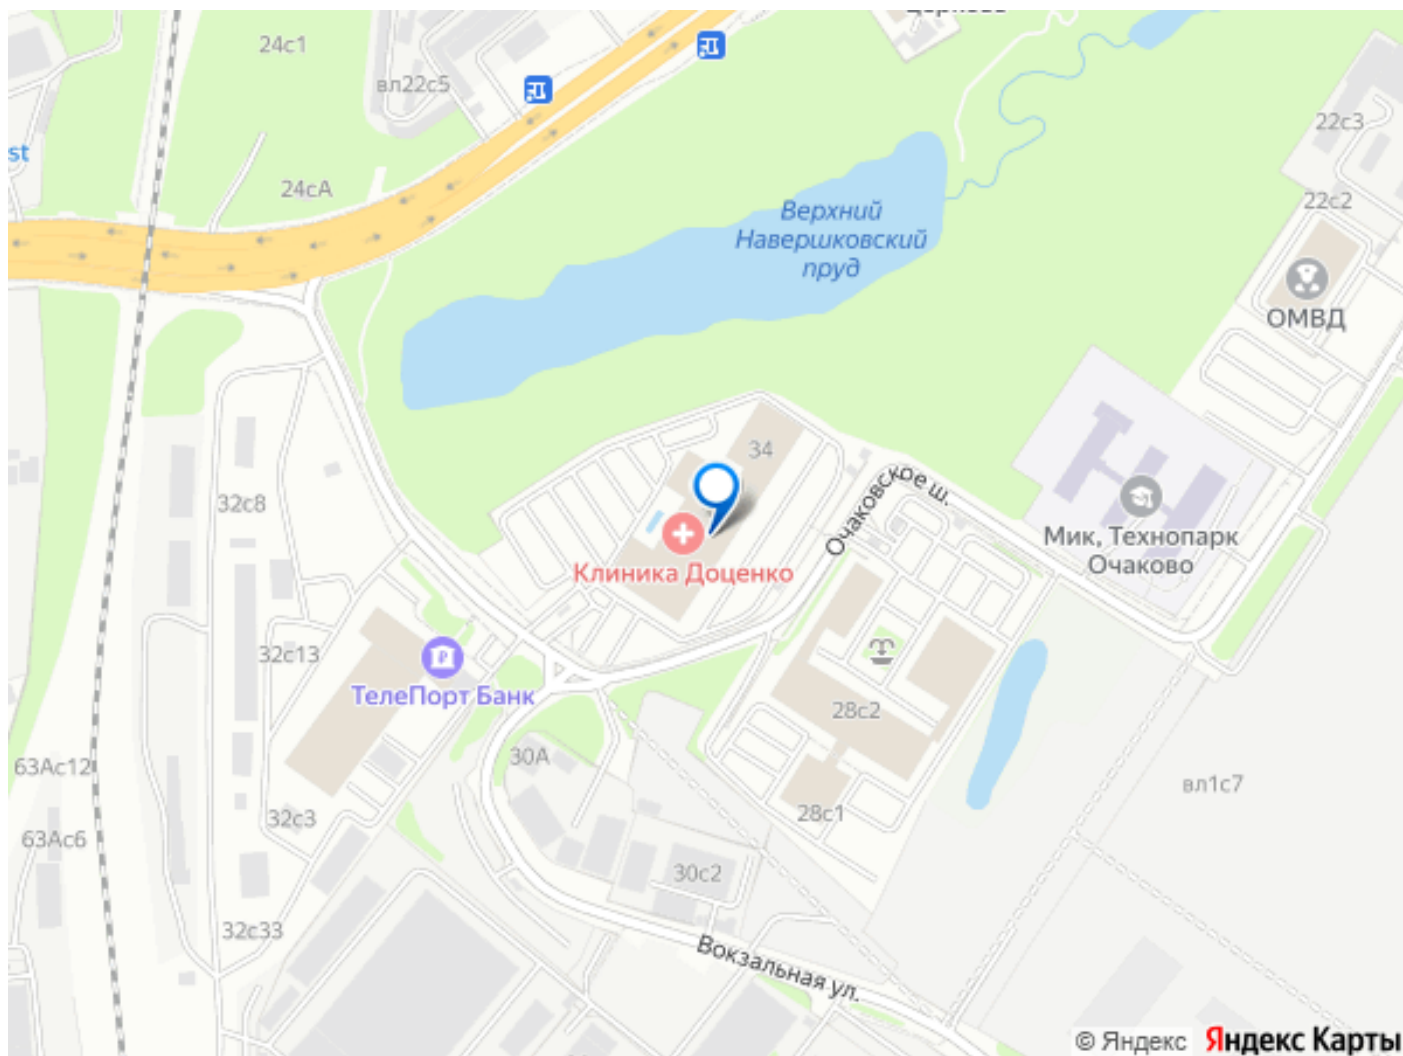 24с1
вл22с5
22с3
st
24сА
22с2
Верхний
Навершковский
пруд
ОМВД
34
32с8
Очаковское ш.
Мик, Технопарк
Очаково
Клиника Доценко
32с13
ТелеПорт Банк
28с2
30А
63Ас12
вл1с7
28с1
32с3
63Ас6
30с2
32с33
Вокзальная ул.
© Яндекс Яндекс Карты